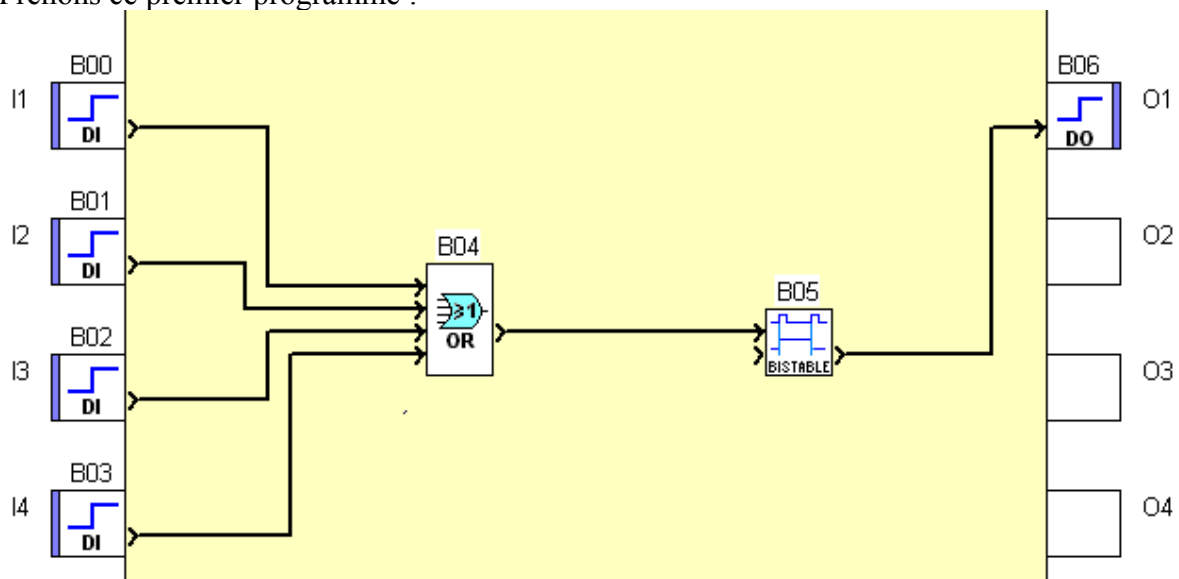 Prenons ce premier programme :
B00
I1
DI
B01
I2
DI
B02
I3
DI
B03
I4
DI
B04
≥1
OR
B05
BISTABLE
B06
DO
O1
O2
O3
O4